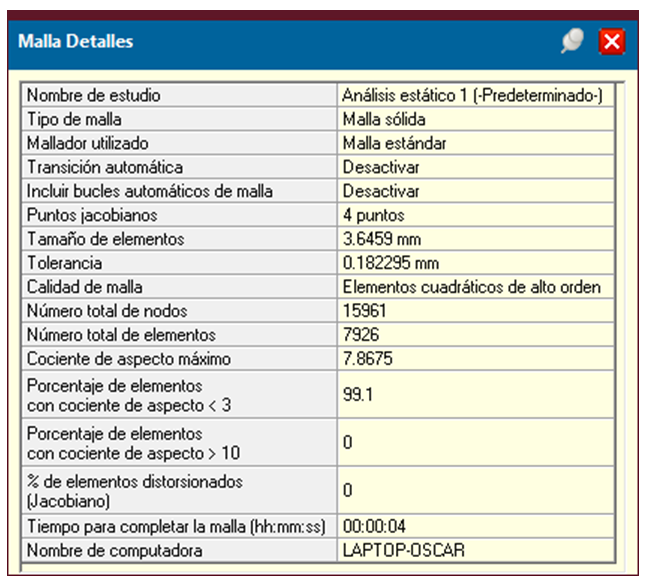 Malla Detalles
Nombre de estudio Análisis estático 1 (-Predeterminado-)
Tipo de malla Malla sólida
Mallador utilizado Malla estándar
Transición automática Desactivar
Incluir bucles automáticos de malla Desactivar
Puntos jacobianos 4 puntos
Tamaño de elementos 3.6459 mm
Tolerancia 0.182295 mm
Calidad de malla Elementos cuadráticos de alto orden
Número total de nodos 15961
Número total de elementos 7926
Cociente de aspecto máximo 7.8675
Porcentaje de elementos
con cociente de aspecto < 3 99.1
Porcentaje de elementos
con cociente de aspecto > 10 0
% de elementos distorsionados
(Jacobiano) 0
Tiempo para completar la malla (hh:mm:ss) 00:00:04
Nombre de computadora LAPTOP-OSCAR